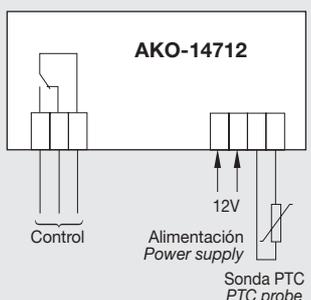 AKO-14712
12V
Control
Alimentación
Power supply
Sonda PTC
PTC probe